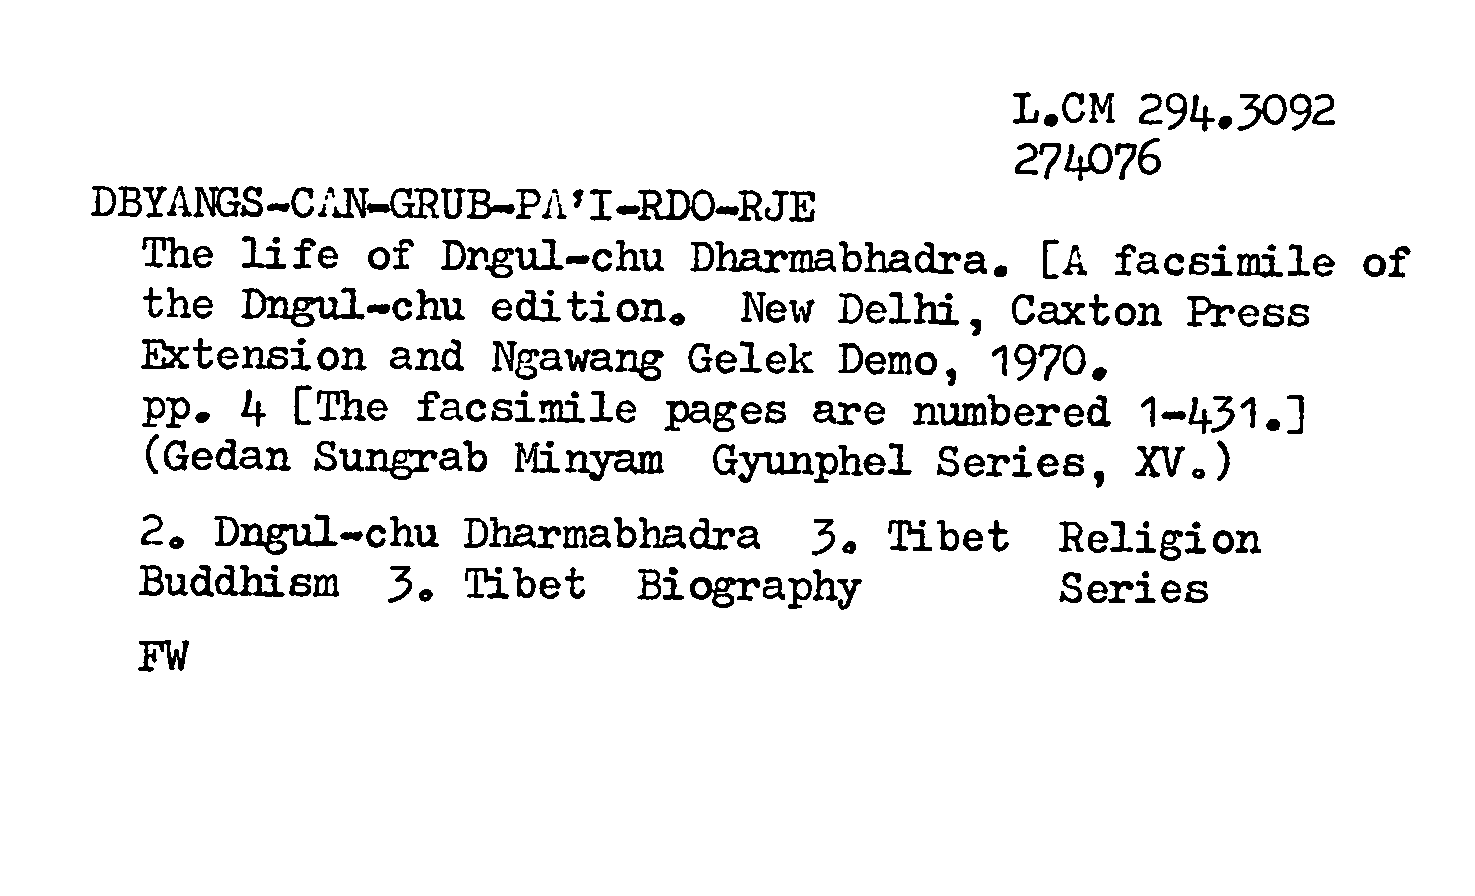 L.CM 294.3092
274076
DBYANGS-CAN-GRUB-PA'I-RDO-RJE
The life of Dngul-chu Dharmabhadra. [A facsimile of
the Dngul-chu edition. New Delhi, Caxton Press
Extension and Ngawang Gelek Demo, 1970.
pp. 4 [The facsimile pages are numbered 1-431.]
(Gedan Sungrab Minyam Gyunphel Series, XV.)
2. Dngul-chu Dharmabhadra 3. Tibet Religion
Buddhism 3. Tibet Biography Series
FW